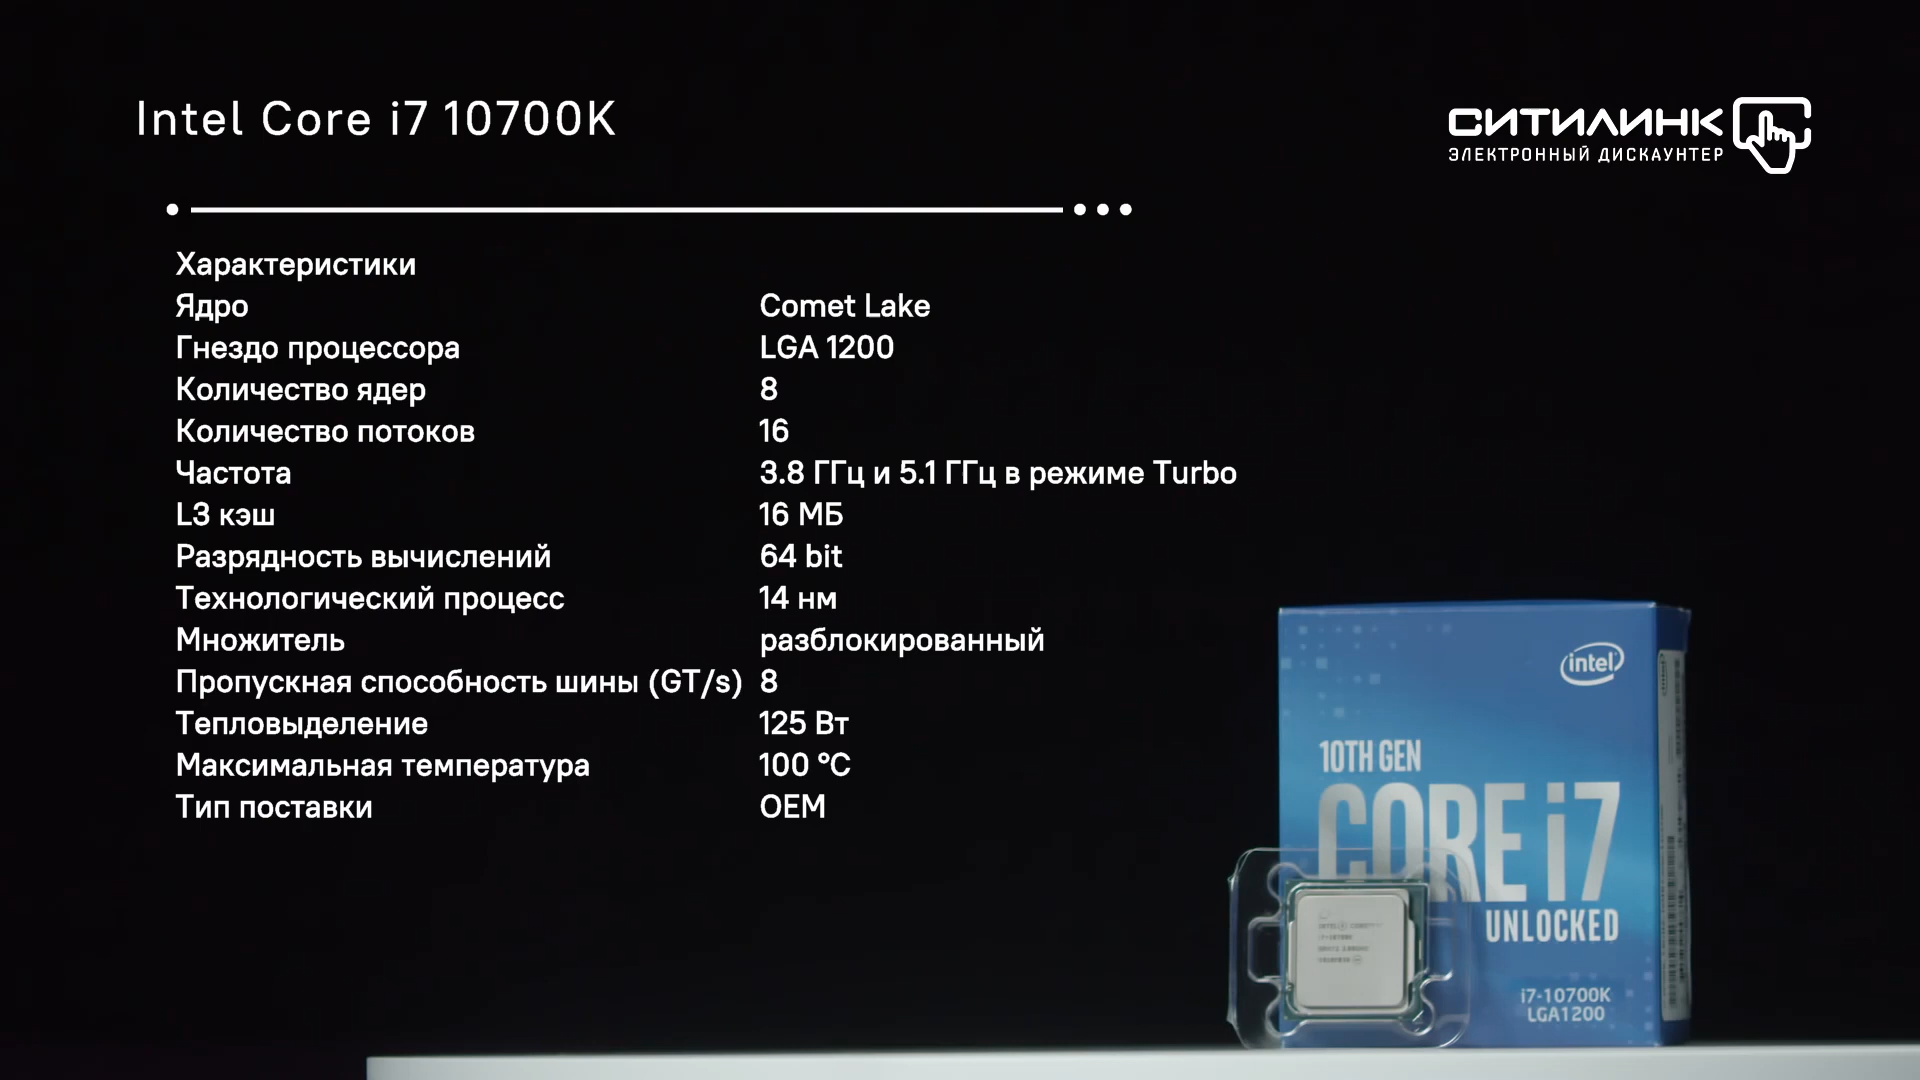 Intel Core i7 10700K
СИТИЛИНК
ЭЛЕКТРОННЫЙ ДИСКАУНТЕР
Характеристики
Ядро Comet Lake
Гнездо процессора LGA 1200
Количество ядер 8
Количество потоков 16
Частота 3.8 ГГц и 5.1 ГГц в режиме Turbo
L3 кэш 16 МБ
Разрядность вычислений 64 bit
Технологический процесс 14 нм
Множитель разблокированный
Пропускная способность шины (GT/s) 8
Тепловыделение 125 Вт
Максимальная температура 100 °C
Тип поставки OEM
intel
10TH GEN
CORE i7
UNLOCKED
i7-10700K
LGA1200